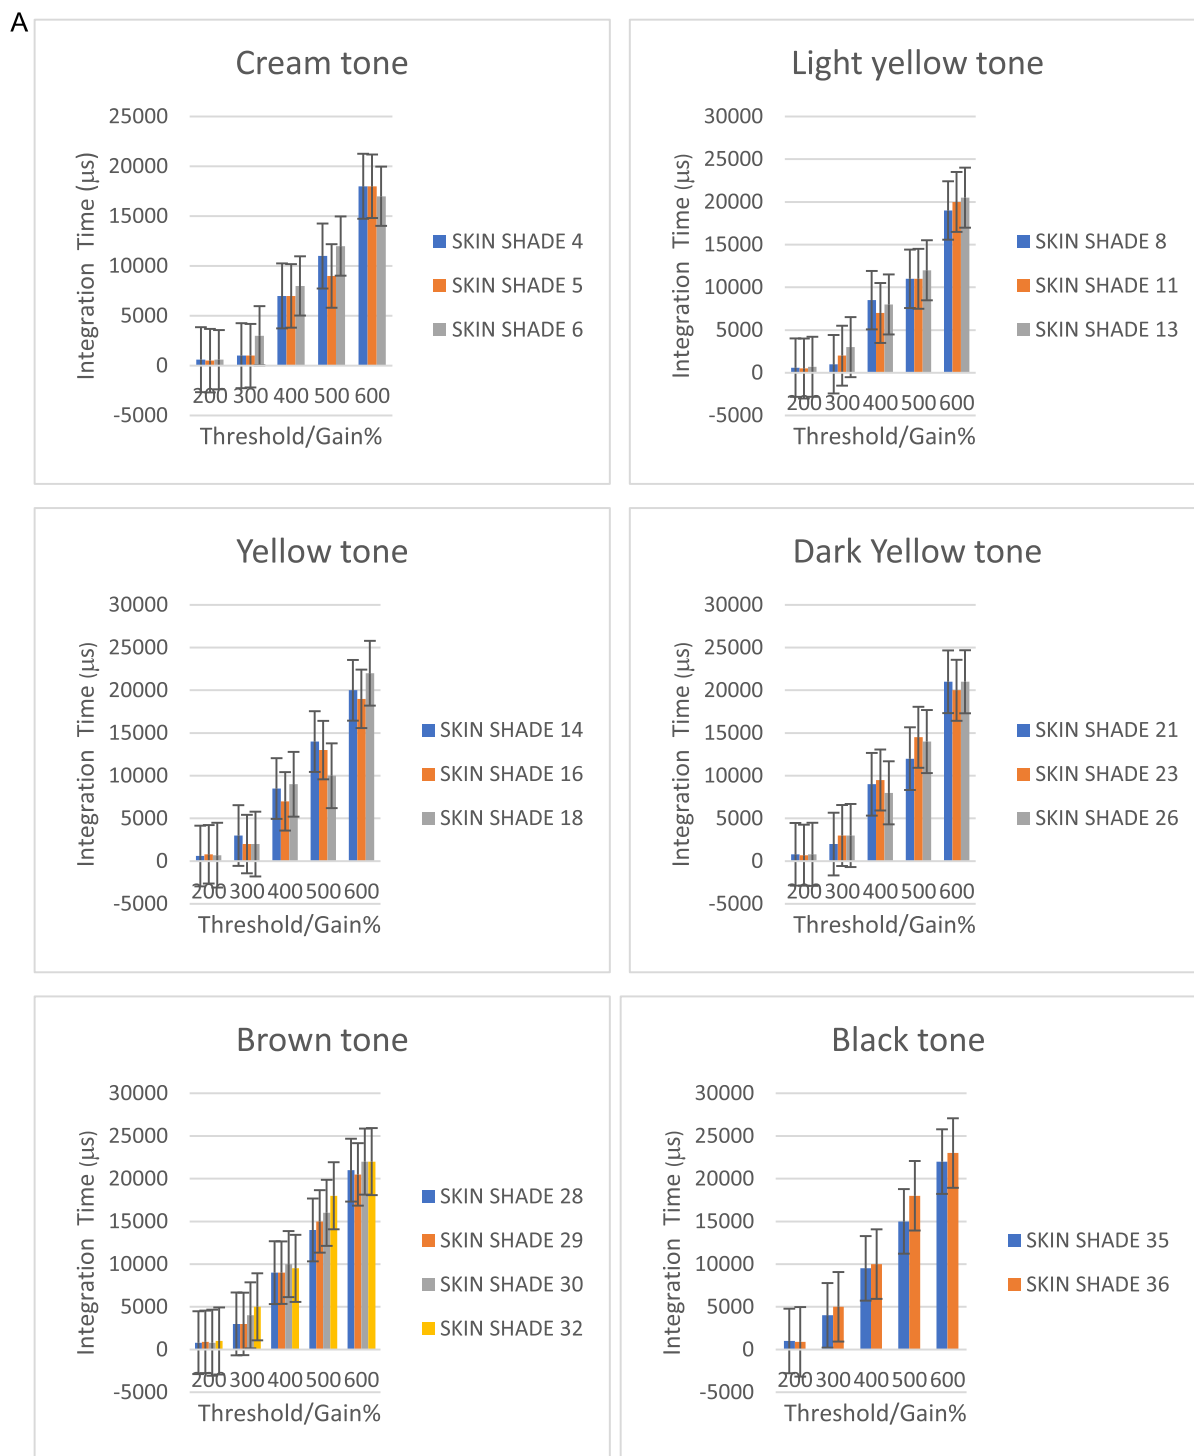 A
Cream tone
25000
20000
15000
10000
5000
0
-5000
Integration Time (µs)
200 300 400 500 600
Threshold/Gain%
SKIN SHADE 4
SKIN SHADE 5
SKIN SHADE 6
Light yellow tone
30000
25000
20000
15000
10000
5000
0
-5000
Integration Time (µs)
200 300 400 500 600
Threshold/Gain%
SKIN SHADE 8
SKIN SHADE 11
SKIN SHADE 13
Yellow tone
30000
25000
20000
15000
10000
5000
0
-5000
Integration Time (µs)
200 300 400 500 600
Threshold/Gain%
SKIN SHADE 14
SKIN SHADE 16
SKIN SHADE 18
Dark Yellow tone
30000
25000
20000
15000
10000
5000
0
-5000
Integration Time (µs)
200 300 400 500 600
Threshold/Gain%
SKIN SHADE 21
SKIN SHADE 23
SKIN SHADE 26
Brown tone
30000
25000
20000
15000
10000
5000
0
-5000
Integration Time (µs)
200 300 400 500 600
Threshold/Gain%
SKIN SHADE 28
SKIN SHADE 29
SKIN SHADE 30
SKIN SHADE 32
Black tone
30000
25000
20000
15000
10000
5000
0
-5000
Integration Time (µs)
200 300 400 500 600
Threshold/Gain%
SKIN SHADE 35
SKIN SHADE 36